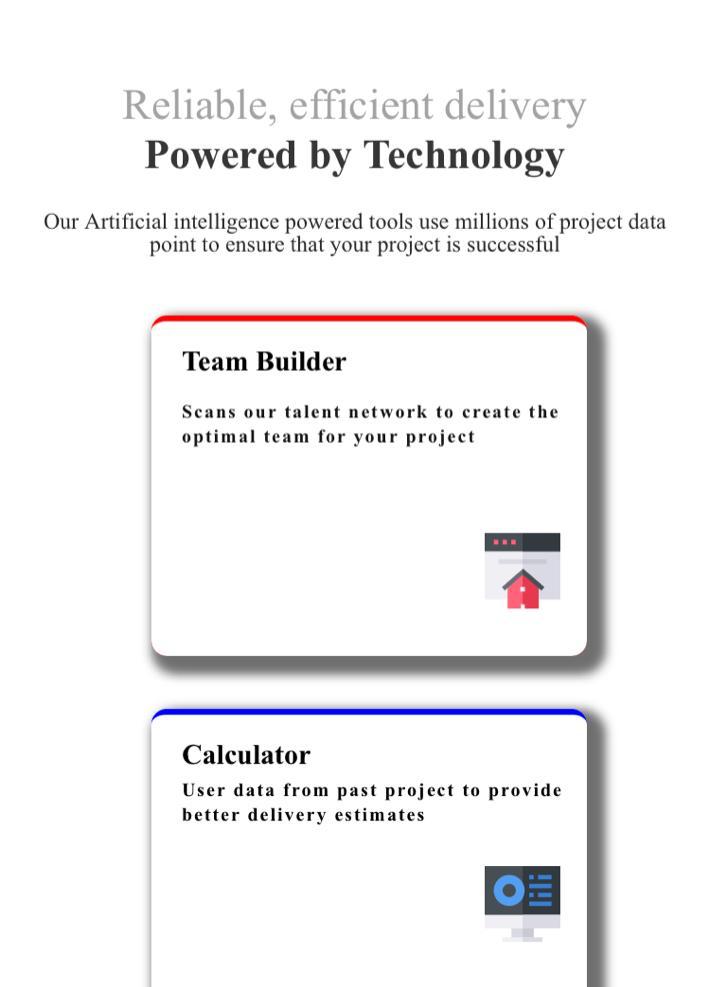 Reliable, efficient delivery
Powered by Technology
Our Artificial intelligence powered tools use millions of project data
point to ensure that your project is successful
Team Builder
Scans our talent network to create the
optimal team for your project
Calculator
User data from past project to provide
better delivery estimates